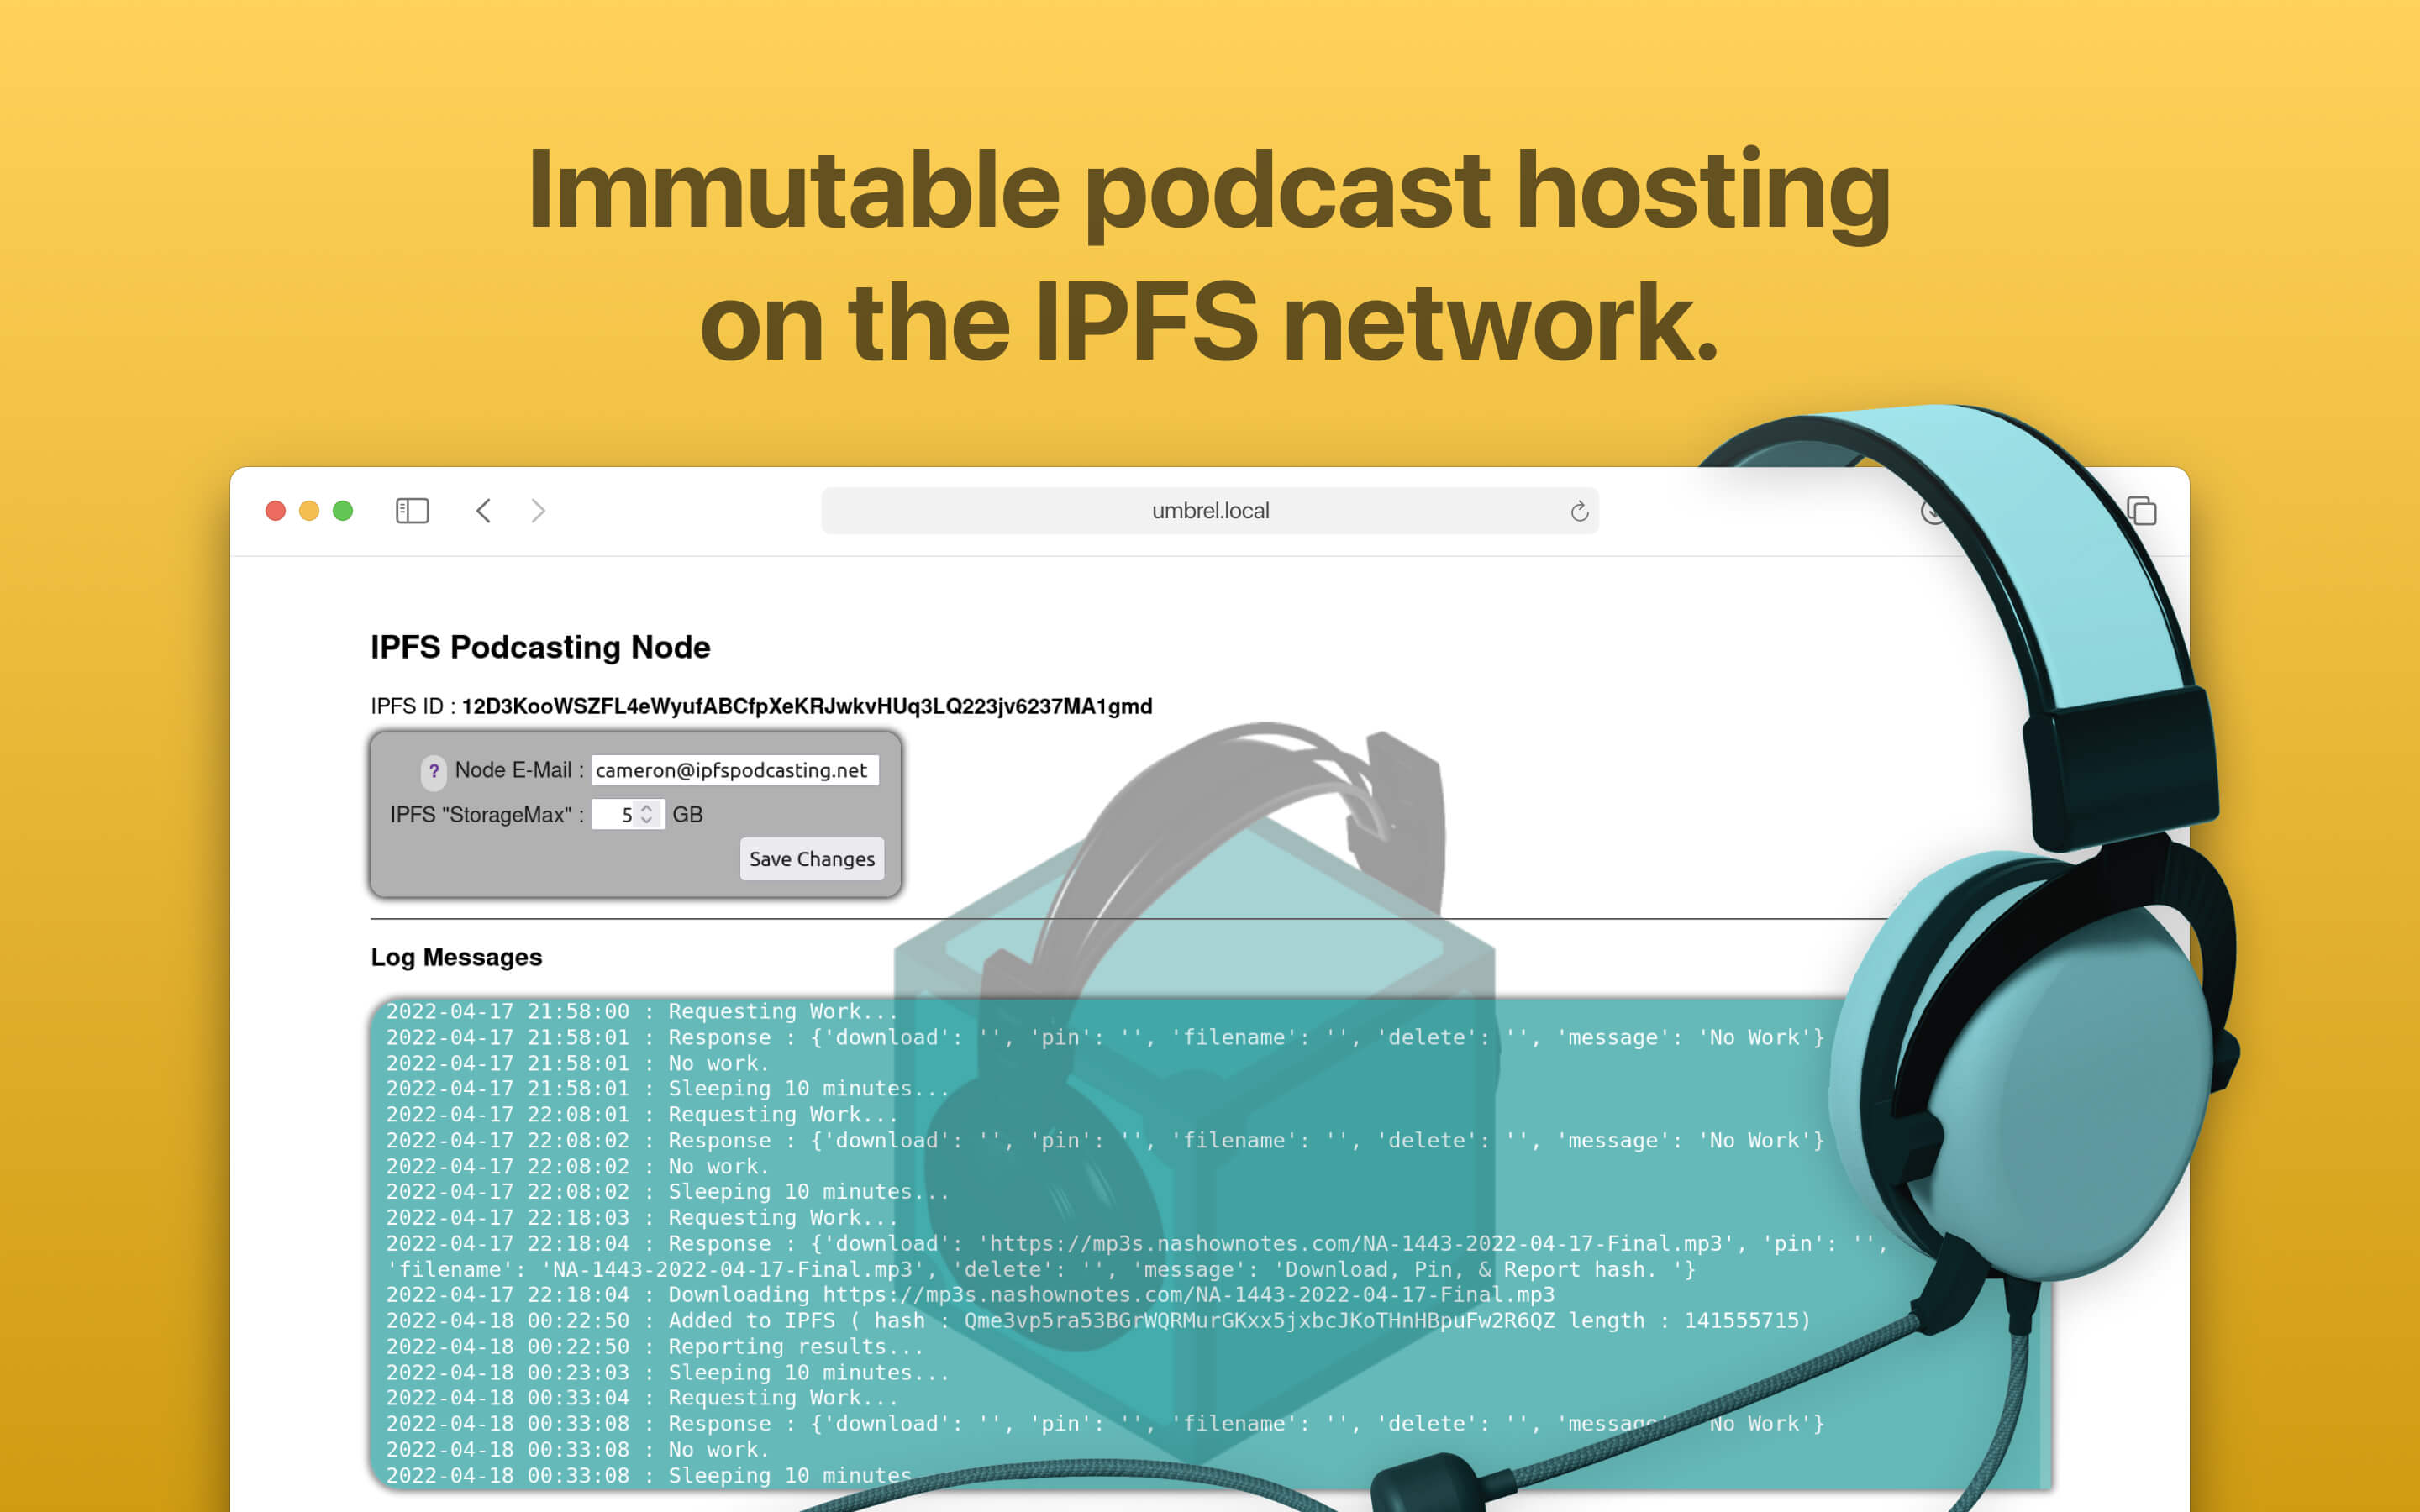 Immutable podcast hosting
on the IPFS network.
umbrel.local
IPFS Podcasting Node
IPFS ID : 12D3KooWSZFL4eWyufABCfpXeKRJwkvHUq3LQ223jv6237MA1gmd
? Node E-Mail : cameron@ipfspodcasting.net
IPFS "StorageMax" : 5 GB
Save Changes
Log Messages
2022-04-17 21:58:00 : Requesting Work...
2022-04-17 21:58:01 : Response : {'download': '', 'pin': '', 'filename': '', 'delete': '', 'message': 'No Work'}
2022-04-17 21:58:01 : No work.
2022-04-17 21:58:01 : Sleeping 10 minutes...
2022-04-17 22:08:01 : Requesting Work...
2022-04-17 22:08:02 : Response : {'download': '', 'pin': '', 'filename': '', 'delete': '', 'message': 'No Work'}
2022-04-17 22:08:02 : No work.
2022-04-17 22:08:02 : Sleeping 10 minutes...
2022-04-17 22:18:03 : Requesting Work...
2022-04-17 22:18:04 : Response : {'download': 'https://mp3s.nashownotes.com/NA-1443-2022-04-17-Final.mp3', 'pin': '',
'filename': 'NA-1443-2022-04-17-Final.mp3', 'delete': '', 'message': 'Download, Pin, & Report hash. '}
2022-04-17 22:18:04 : Downloading https://mp3s.nashownotes.com/NA-1443-2022-04-17-Final.mp3
2022-04-18 00:22:50 : Added to IPFS ( hash : Qme3vp5ra53BGrWQRMurGKxx5jxbcJKoTHnHBpuFw2R6QZ length : 141555715)
2022-04-18 00:22:50 : Reporting results...
2022-04-18 00:23:03 : Sleeping 10 minutes...
2022-04-18 00:33:04 : Requesting Work...
2022-04-18 00:33:08 : Response : {'download': '', 'pin': '', 'filename': '', 'delete': '', 'message': 'No Work'}
2022-04-18 00:33:08 : No work.
2022-04-18 00:33:08 : Sleeping 10 minutes